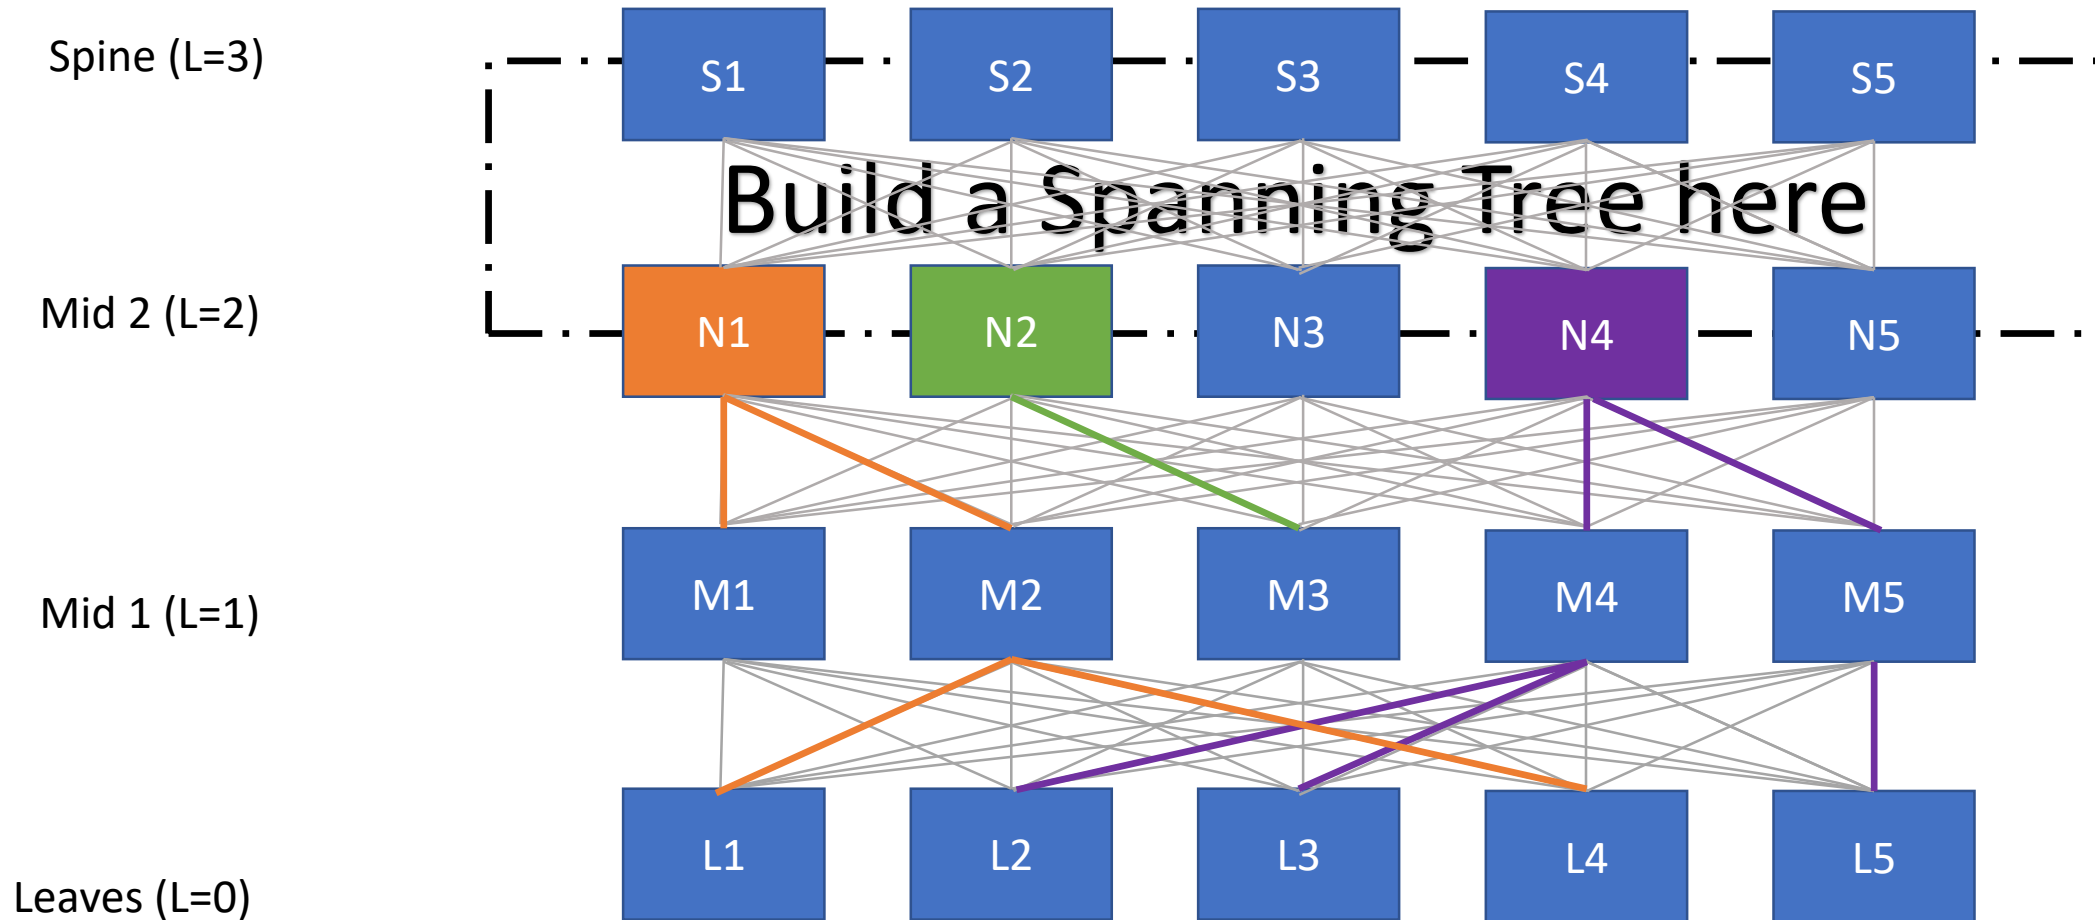 Spine (L=3)
S1 S2 S3 S4 S5
Build a Spanning Tree here
Mid 2 (L=2)
N1 N2 N3 N4 N5
Mid 1 (L=1)
M1 M2 M3 M4 M5
Leaves (L=0)
L1 L2 L3 L4 L5